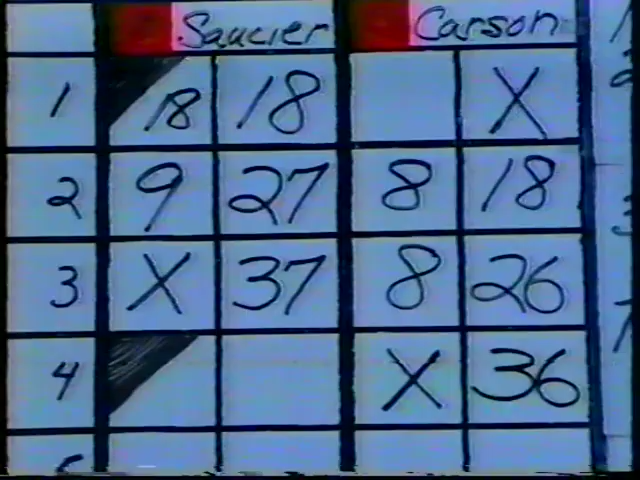 Saucier Carson
1 18 18 X
2 9 27 8 18
3 X 37 8 26
4 X 36